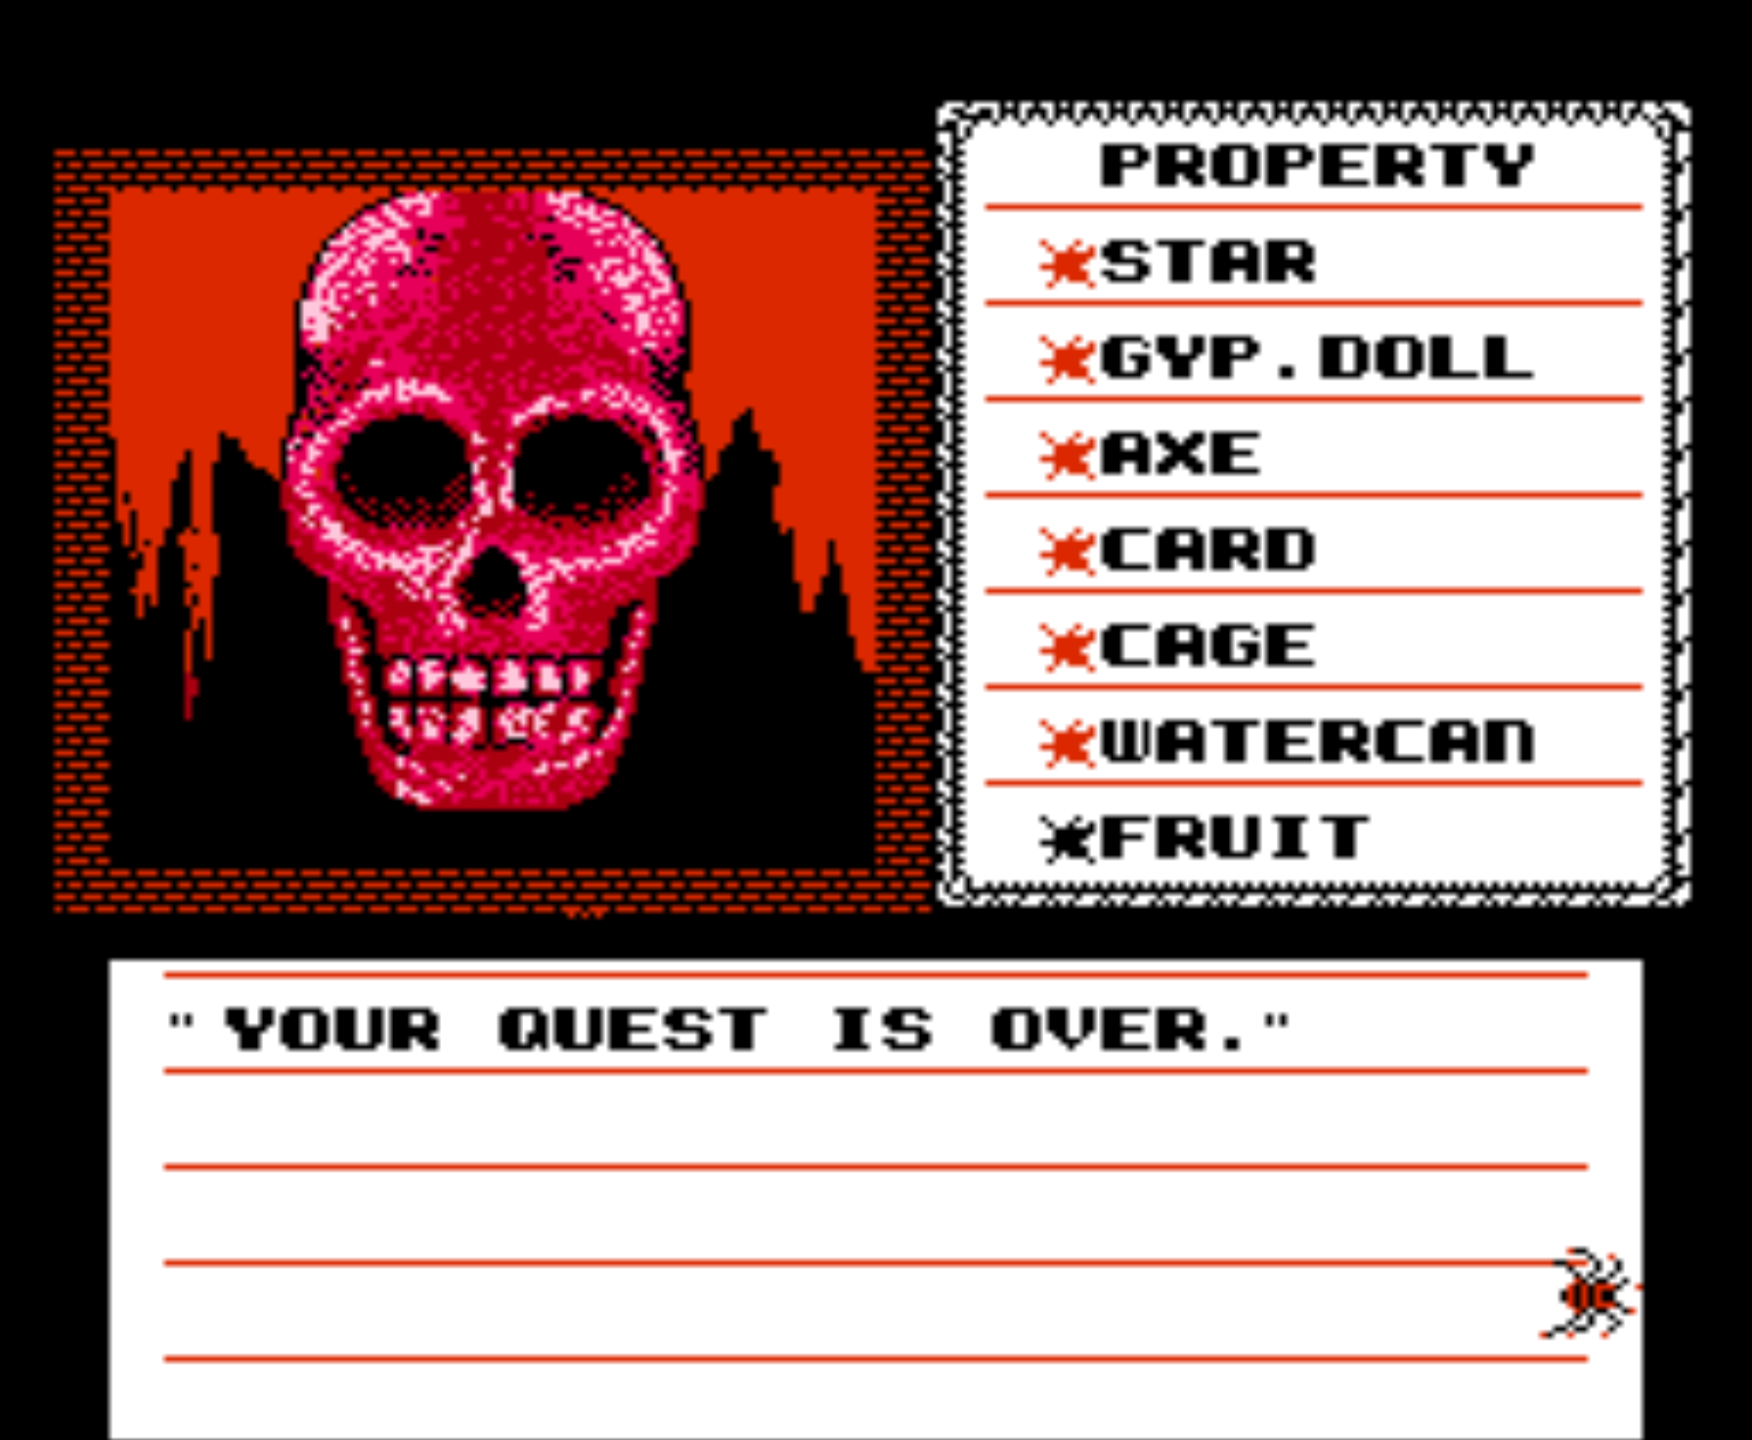 PROPERTY
STAR
GYP.DOLL
AXE
CARD
CAGE
WATERCAN
FRUIT
"YOUR QUEST IS OVER."